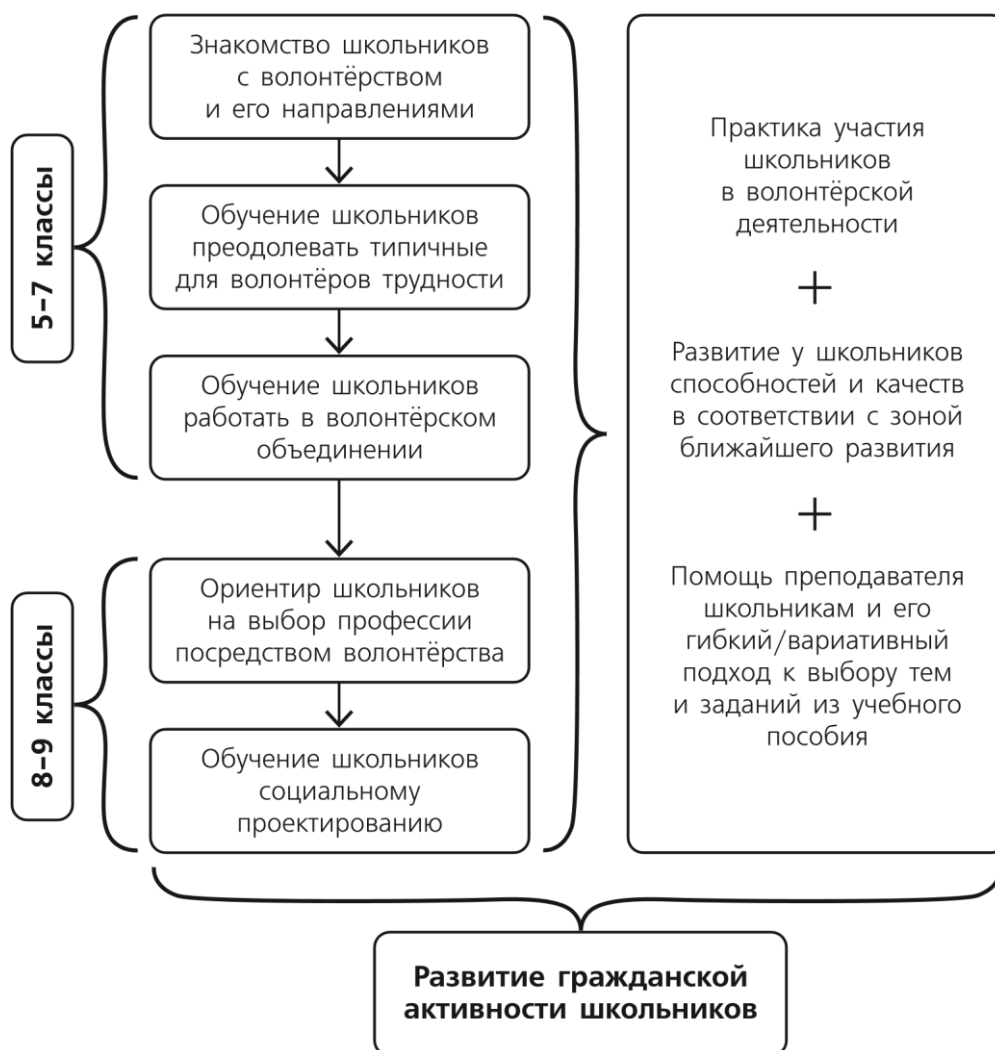 5–7 классы
Знакомство школьников
с волонтёрством
и его направлениями
Обучение школьников
преодолевать типичные
для волонтёров трудности
Обучение школьников
работать в волонтёрском
объединении
8–9 классы
Ориентир школьников
на выбор профессии
посредством волонтёрства
Обучение школьников
социальному
проектированию
Практика участия
школьников
в волонтёрской
деятельности
+
Развитие у школьников
способностей и качеств
в соответствии с зоной
ближайшего развития
+
Помощь преподавателя
школьникам и его
гибкий/вариативный
подход к выбору тем
и заданий из учебного
пособия
Развитие гражданской
активности школьников